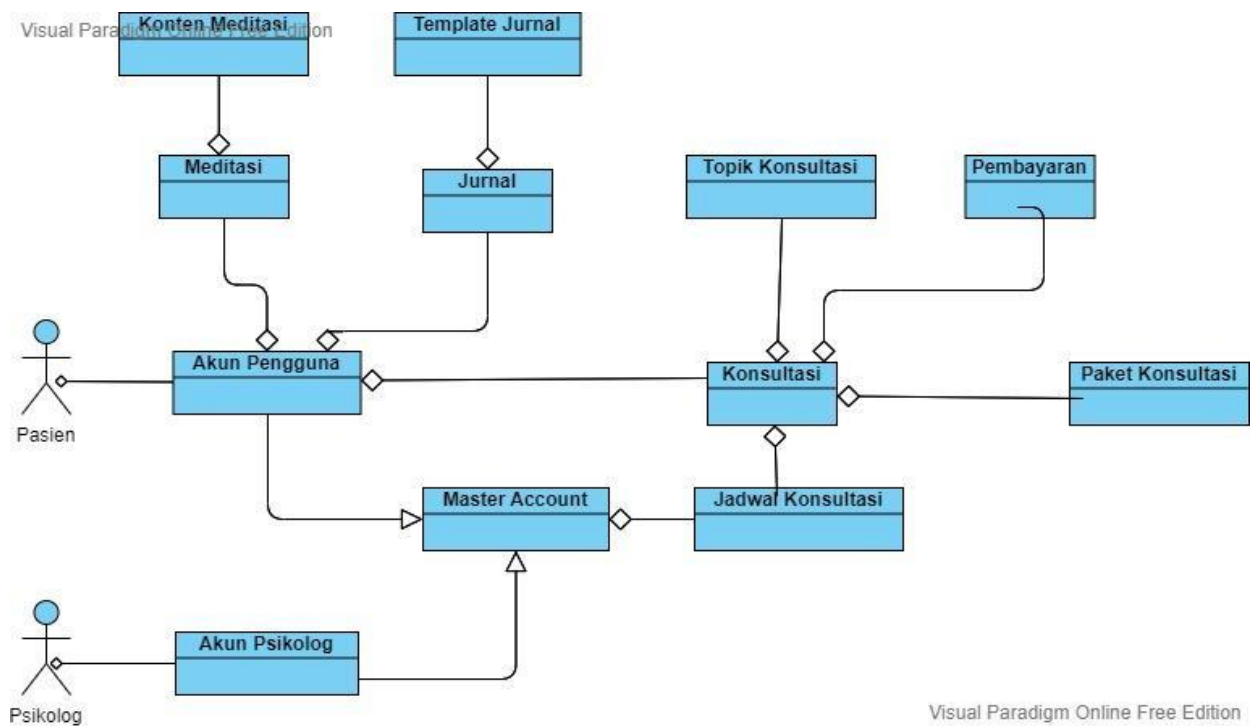 Visual Paradigm Online Free Edition
Konten Meditasi
Template Jurnal
Meditasi
Jurnal
Topik Konsultasi
Pembayaran
Akun Pengguna
Konsultasi
Paket Konsultasi
Pasien
Master Account
Jadwal Konsultasi
Akun Psikolog
Psikolog
Visual Paradigm Online Free Edition